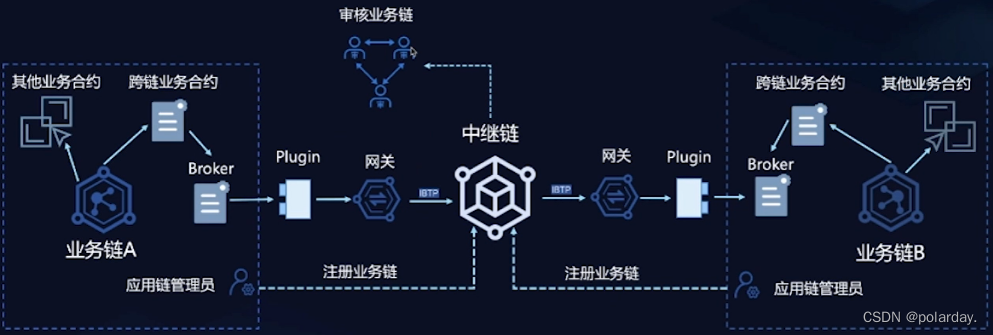 审核业务链
其他业务合约
跨链业务合约
跨链业务合约
其他业务合约
中继链
Broker
Plugin
网关
IBTP
IBTP
网关
Plugin
Broker
业务链A
业务链B
应用链管理员
注册业务链
注册业务链
应用链管理员
审
审
审
CSDN @polarday.